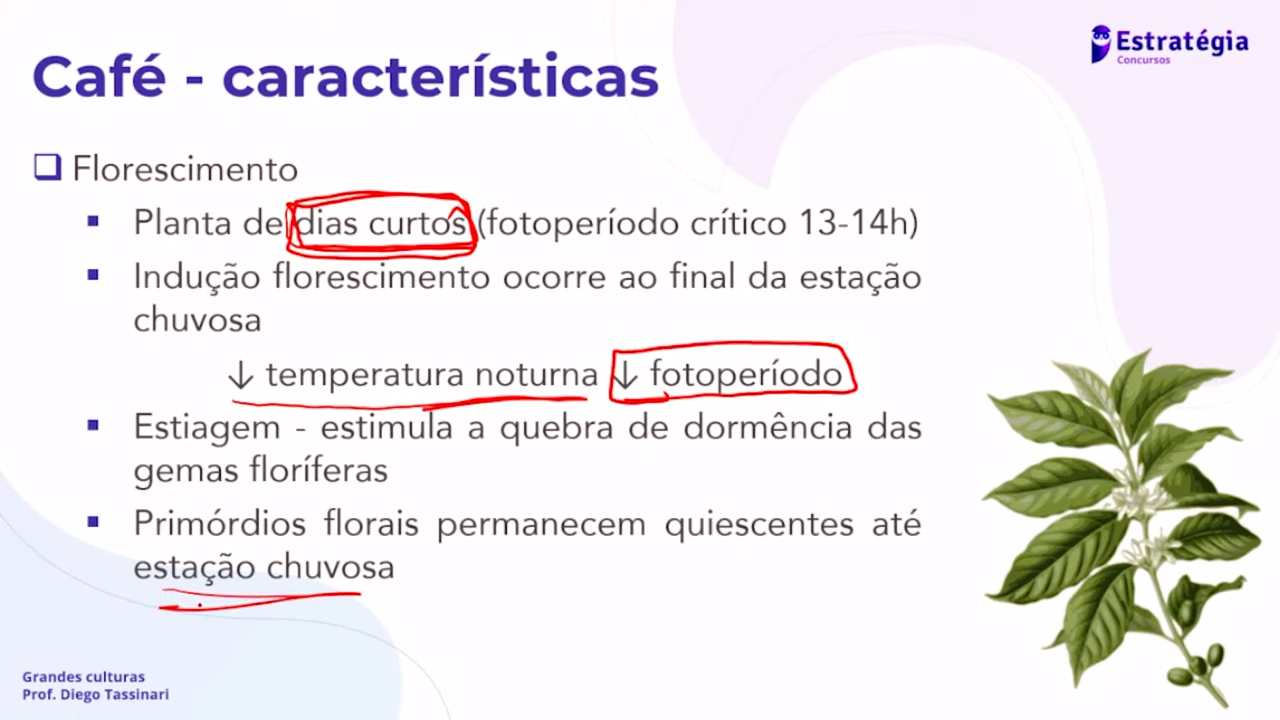 Estratégia
Concursos
Café - características
Florescimento
Planta de dias curtos (fotoperíodo crítico 13-14h)
Indução florescimento ocorre ao final da estação
chuvosa
↓ temperatura noturna ↓ fotoperíodo
Estiagem - estimula a quebra de dormência das
gemas floríferas
Primórdios florais permanecem quiescentes até
estação chuvosa
Grandes culturas
Prof. Diego Tassinari